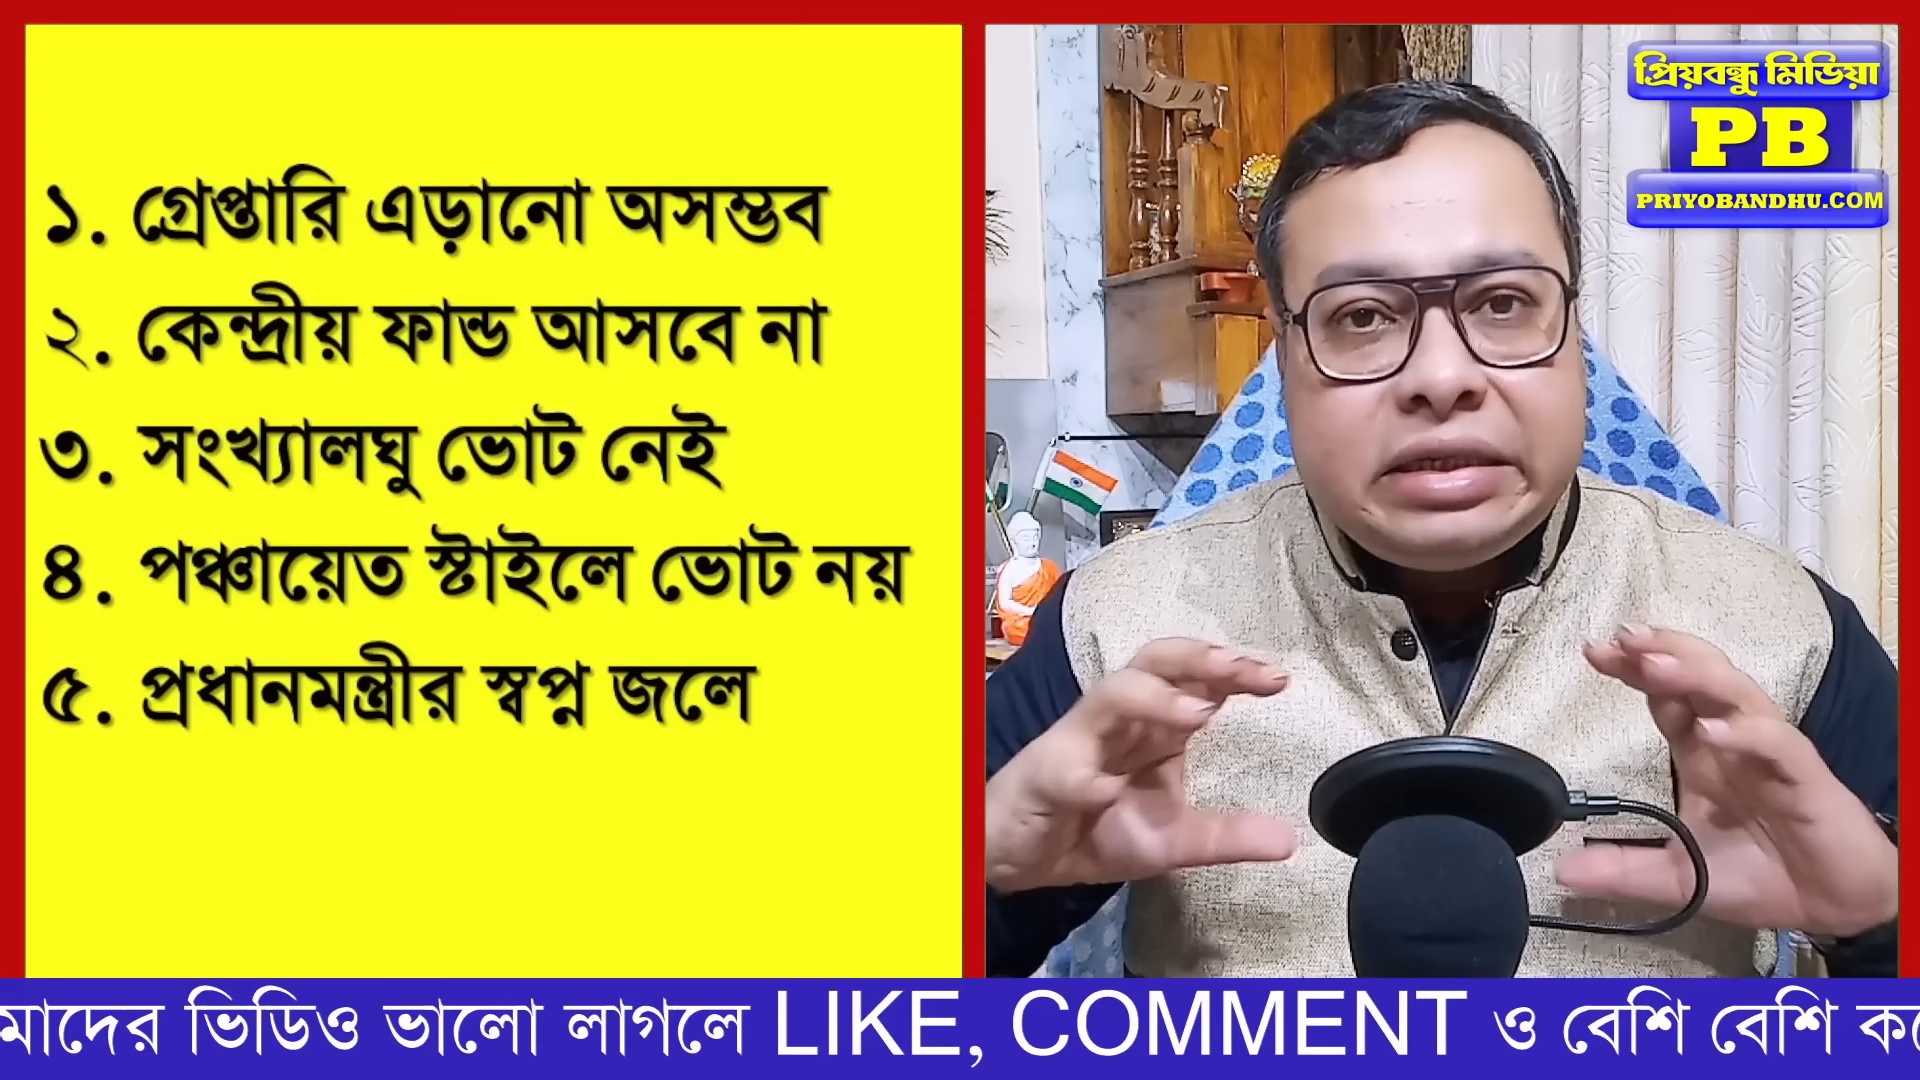 ১. গ্রেপ্তারি এড়ানো অসম্ভব
২. কেন্দ্রীয় ফান্ড আসবে না
৩. সংখ্যালঘু ভোট নেই
৪. পঞ্চায়েত স্টাইলে ভোট নয়
৫. প্রধানমন্ত্রীর স্বপ্ন জলে
প্রিয়বন্ধু মিডিয়া
PB
PRIYOBANDHU.COM
মাদের ভিডিও ভালো লাগলে LIKE, COMMENT ও বেশি বেশি